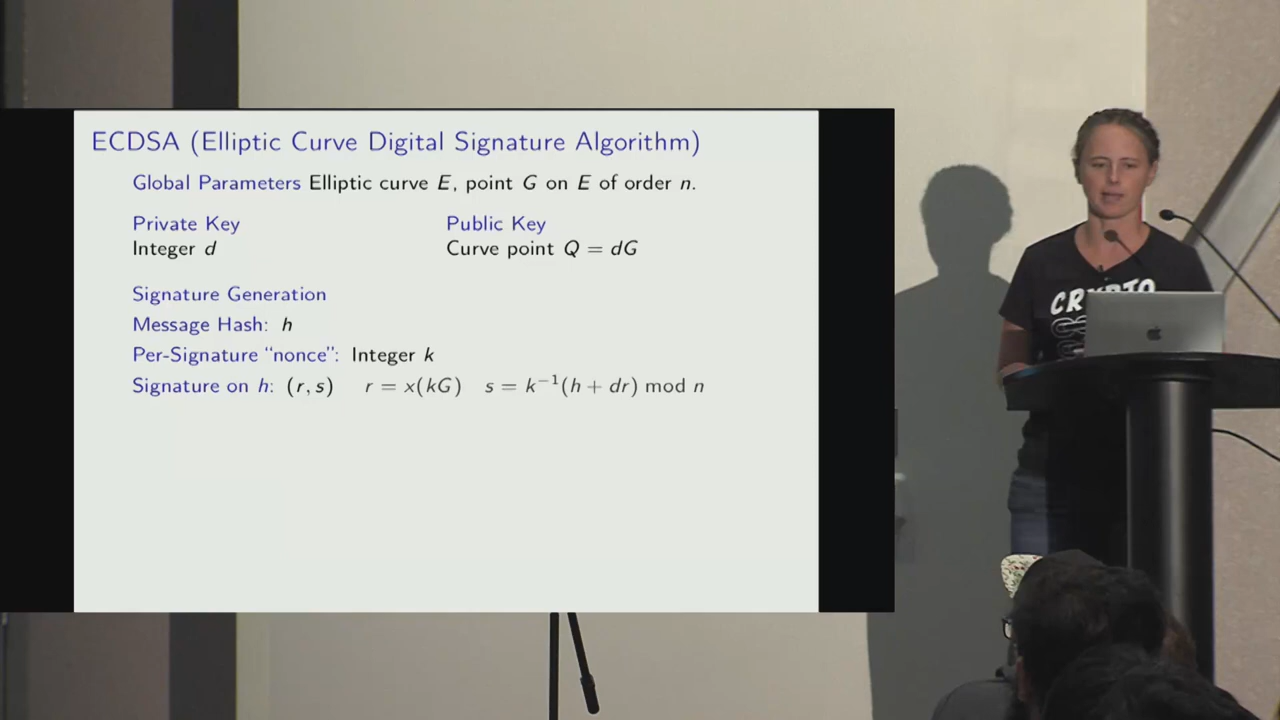 ECDSA (Elliptic Curve Digital Signature Algorithm)
Global Parameters Elliptic curve E, point G on E of order n.
Private Key
Integer d
Public Key
Curve point Q = dG
Signature Generation
Message Hash: h
Per-Signature “nonce”: Integer k
Signature on h: (r, s) r = x(kG) s = k⁻¹(h + dr) mod n